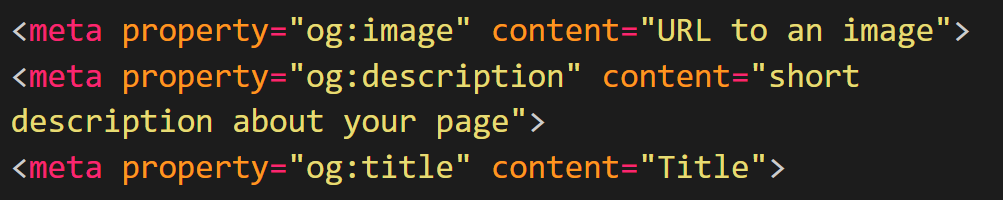 <meta property="og:image" content="URL to an image">
<meta property="og:description" content="short
description about your page">
<meta property="og:title" content="Title">